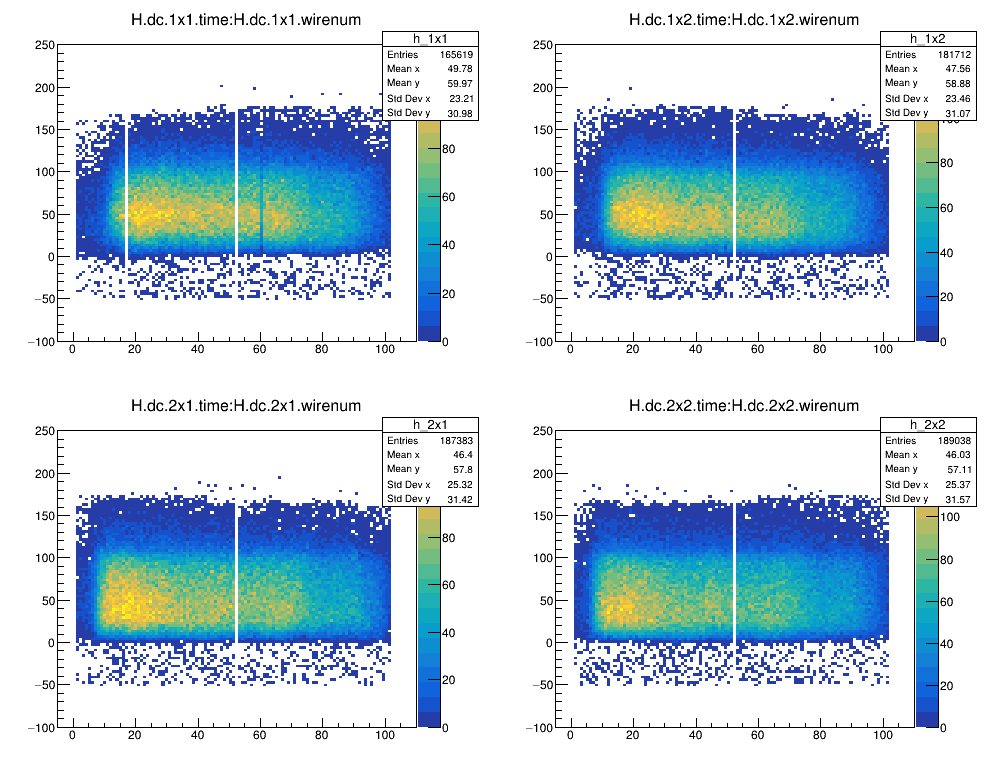 H.dc.1x1.time:H.dc.1x1.wirenum
h_1x1
Entries 165619
Mean x 49.78
Mean y 59.97
Std Dev x 23.21
Std Dev y 30.98
250
200
150
100
50
0
−50
−100
0 20 40 60 80 100
80
60
40
20
0
H.dc.1x2.time:H.dc.1x2.wirenum
h_1x2
Entries 181712
Mean x 47.56
Mean y 58.88
Std Dev x 23.46
Std Dev y 31.07
250
200
150
100
50
0
−50
−100
0 20 40 60 80 100
80
60
40
20
0
H.dc.2x1.time:H.dc.2x1.wirenum
h_2x1
Entries 187383
Mean x 46.4
Mean y 57.8
Std Dev x 25.32
Std Dev y 31.42
250
200
150
100
50
0
−50
−100
0 20 40 60 80 100
80
60
40
20
0
H.dc.2x2.time:H.dc.2x2.wirenum
h_2x2
Entries 189038
Mean x 46.03
Mean y 57.11
Std Dev x 25.37
Std Dev y 31.57
250
200
150
100
50
0
−50
−100
0 20 40 60 80 100
100
80
60
40
20
0